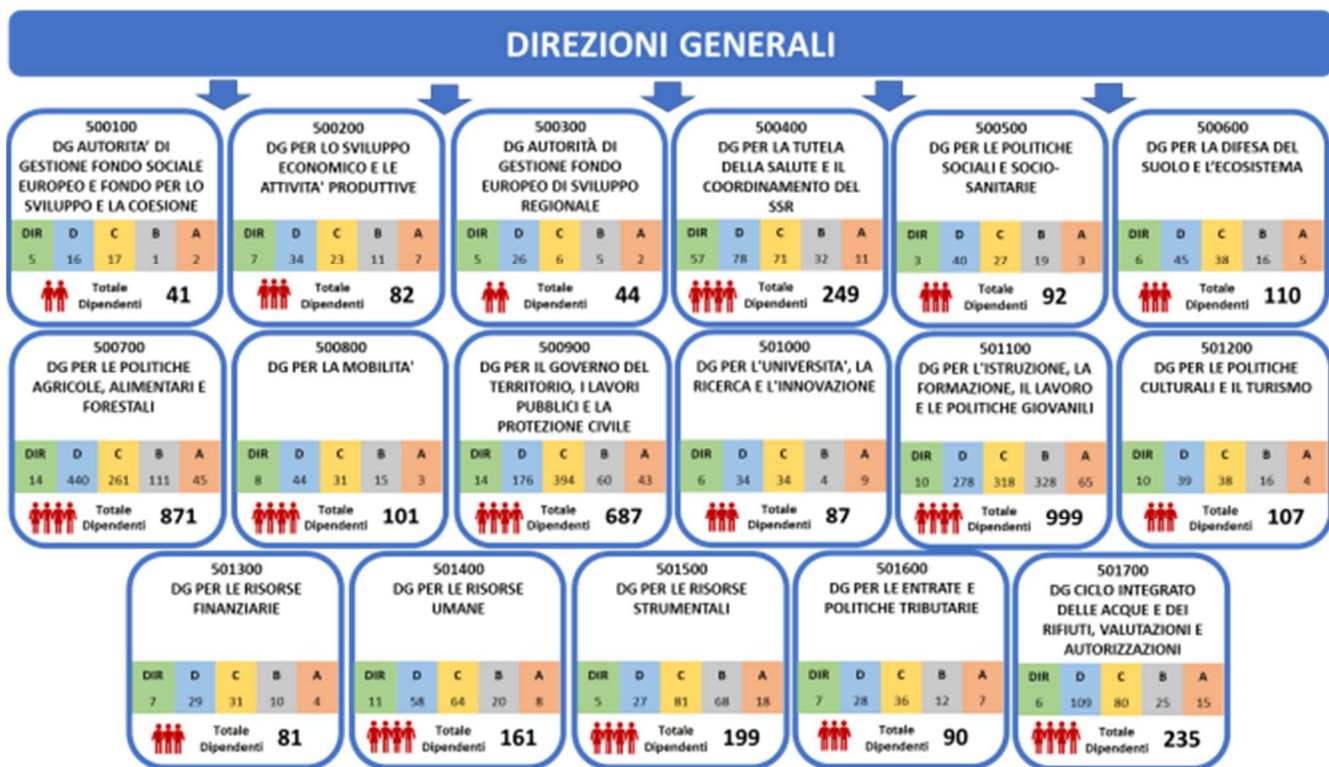 DIREZIONI GENERALI
500100
DG AUTORITA' DI
GESTIONE FONDO SOCIALE
EUROPEO E FONDO PER LO
SVILUPPO E LA COESIONE
DIR D C B A
5 16 17 1 2
Totale
Dipendenti 41
500200
DG PER LO SVILUPPO
ECONOMICO E LE
ATTIVITA' PRODUTTIVE
DIR D C B A
7 34 23 11 7
Totale
Dipendenti 82
500300
DG AUTORITÀ DI
GESTIONE FONDO
EUROPEO DI SVILUPPO
REGIONALE
DIR D C B A
5 26 6 5 2
Totale
Dipendenti 44
500400
DG PER LA TUTELA
DELLA SALUTE E IL
COORDINAMENTO DEL
SSR
DIR D C B A
57 78 71 32 11
Totale
Dipendenti 249
500500
DG PER LE POLITICHE
SOCIALI E SOCIO-
SANITARIE
DIR D C B A
3 40 27 19 3
Totale
Dipendenti 92
500600
DG PER LA DIFESA DEL
SUOLO E L'ECOSISTEMA
DIR D C B A
6 45 38 16 5
Totale
Dipendenti 110
500700
DG PER LE POLITICHE
AGRICOLE, ALIMENTARI E
FORESTALI
DIR D C B A
14 440 261 111 45
Totale
Dipendenti 871
500800
DG PER LA MOBILITA'
DIR D C B A
8 44 31 15 3
Totale
Dipendenti 101
500900
DG PER IL GOVERNO DEL
TERRITORIO, I LAVORI
PUBBLICI E LA
PROTEZIONE CIVILE
DIR D C B A
14 176 394 60 43
Totale
Dipendenti 687
501000
DG PER L'UNIVERSITA', LA
RICERCA E L'INNOVAZIONE
DIR D C B A
6 34 34 4 9
Totale
Dipendenti 87
501100
DG PER L'ISTRUZIONE, LA
FORMAZIONE, IL LAVORO
E LE POLITICHE GIOVANILI
DIR D C B A
10 278 318 328 65
Totale
Dipendenti 999
501200
DG PER LE POLITICHE
CULTURALI E IL TURISMO
DIR D C B A
10 39 38 16 4
Totale
Dipendenti 107
501300
DG PER LE RISORSE
FINANZIARIE
DIR D C B A
7 29 31 10 4
Totale
Dipendenti 81
501400
DG PER LE RISORSE
UMANE
DIR D C B A
11 58 64 20 8
Totale
Dipendenti 161
501500
DG PER LE RISORSE
STRUMENTALI
DIR D C B A
5 27 81 68 18
Totale
Dipendenti 199
501600
DG PER LE ENTRATE E
POLITICHE TRIBUTARIE
DIR D C B A
7 28 36 12 7
Totale
Dipendenti 90
501700
DG CICLO INTEGRATO
DELLE ACQUE E DEI
RIFIUTI, VALUTAZIONI E
AUTORIZZAZIONI
DIR D C B A
6 109 80 25 15
Totale
Dipendenti 235